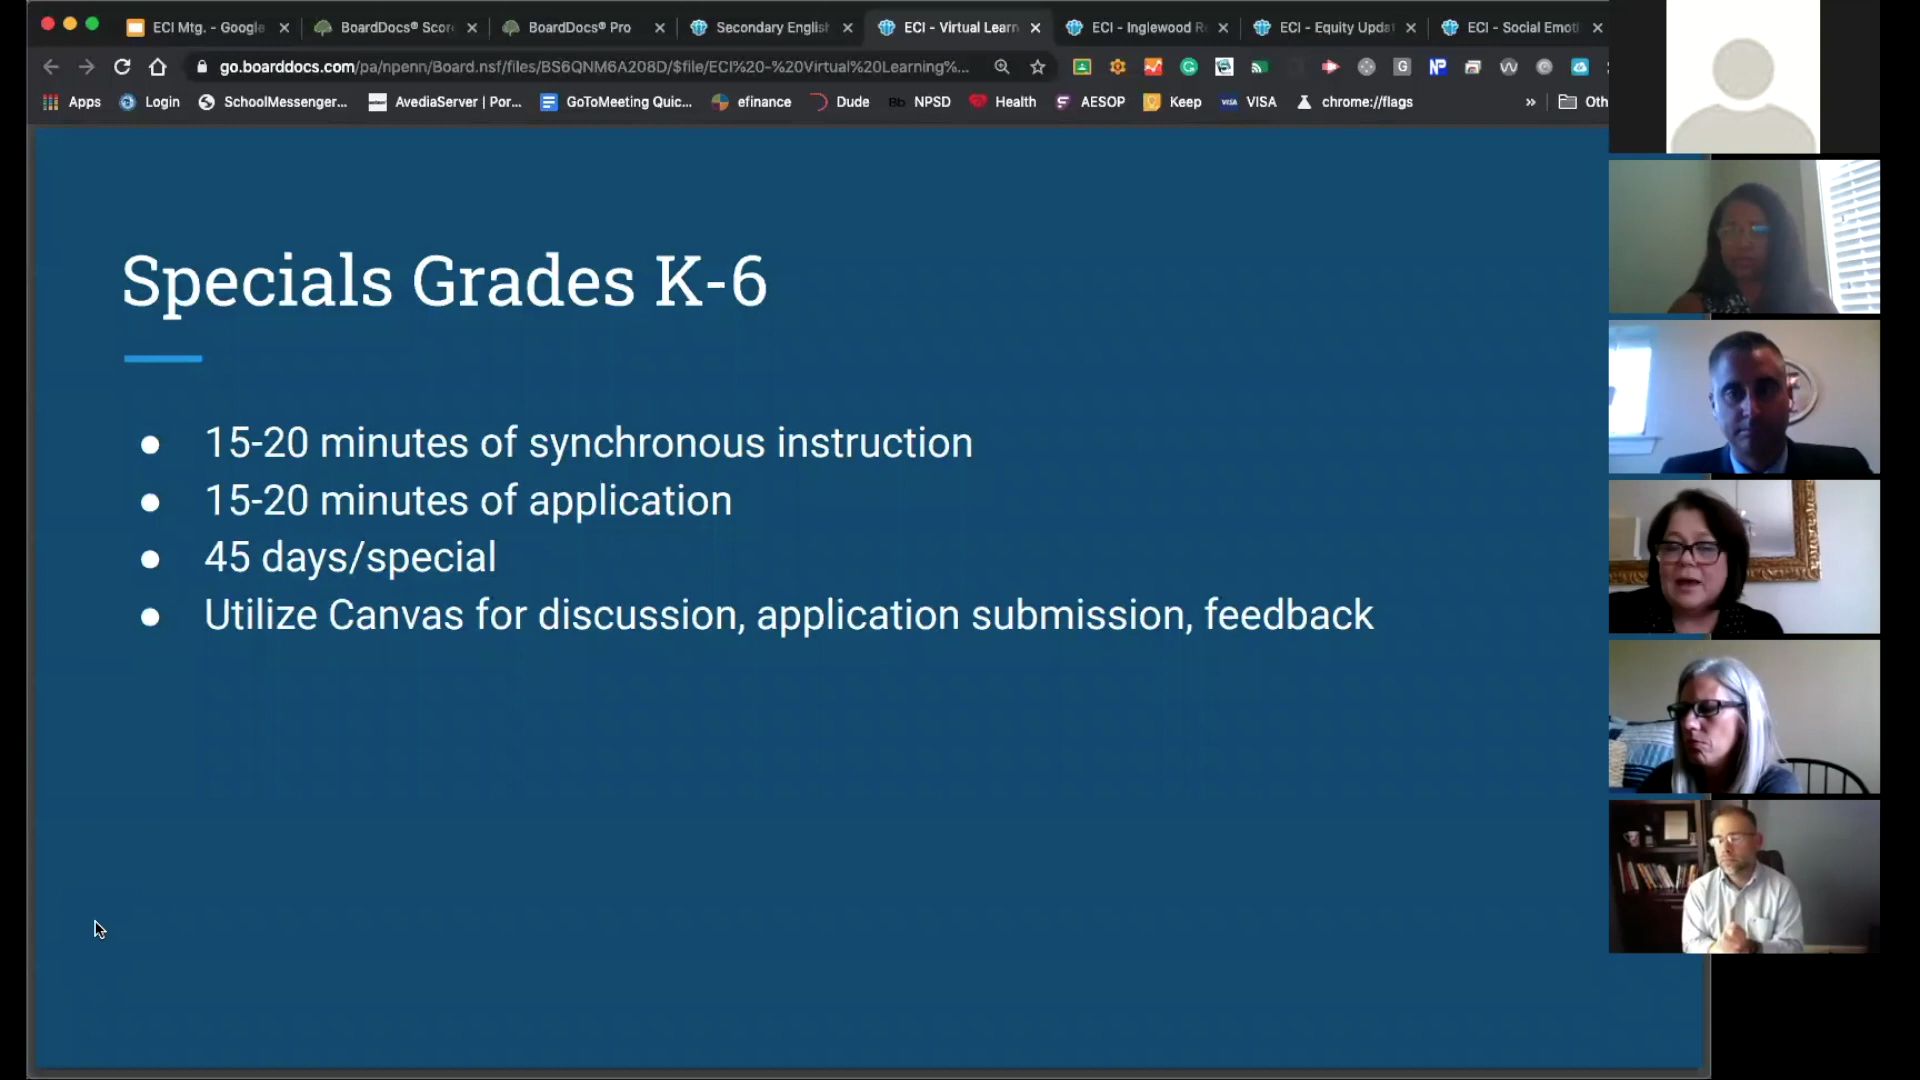 ECI Mtg. - Google
BoardDocs® Scor
BoardDocs® Pro
Secondary English
ECI - Virtual Learn
ECI - Inglewood R
ECI - Equity Upda
ECI - Social Emoti
go.boarddocs.com/pa/npenn/Board.nsf/files/BS6QNM6A208D/$file/ECI%20-%20Virtual%20Learning%...
Apps Login SchoolMessenger... AvediaServer | Por... GoToMeeting Quic... efinance Dude Bb NPSD Health AESOP Keep VISA VISA chrome://flags » Oth
Specials Grades K-6
● 15-20 minutes of synchronous instruction
● 15-20 minutes of application
● 45 days/special
● Utilize Canvas for discussion, application submission, feedback